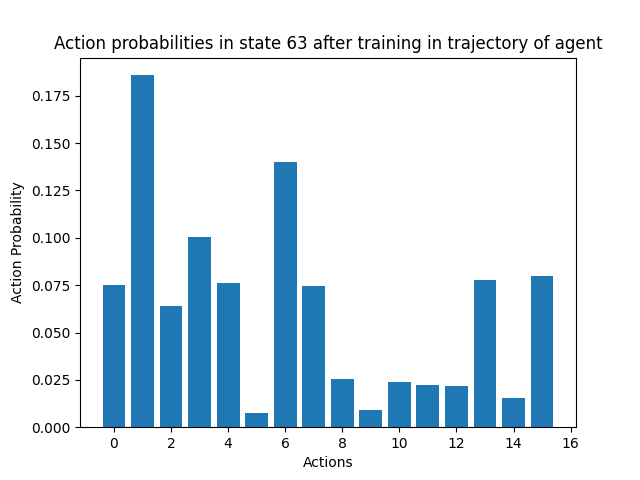 Action probabilities in state 63 after training in trajectory of agent
0.175
0.150
0.125
0.100
0.075
0.050
0.025
0.000
Action Probability
0 2 4 6 8 10 12 14 16
Actions